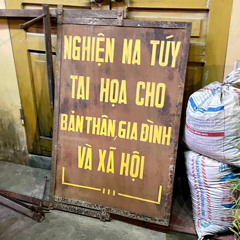 NGHIỆN MA TÚY
TAI HỌA CHO
BẢN THÂN, GIA ĐÌNH
VÀ XÃ HỘI